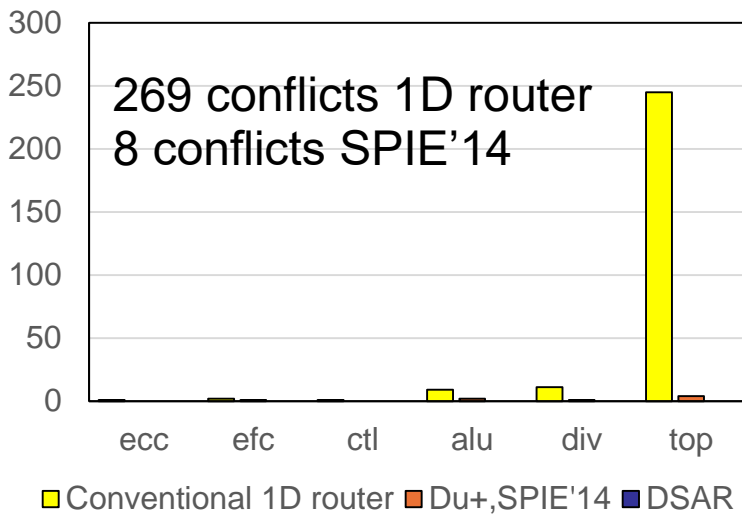 300
250
200
150
100
50
0
269 conflicts 1D router
8 conflicts SPIE’14
ecc efc ctl alu div top
Conventional 1D router Du+,SPIE'14 DSAR